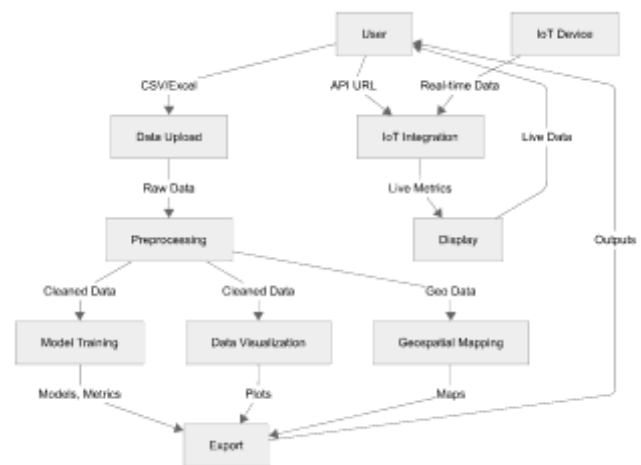 User
IoT Device
CSV/Excel
API URL
Real-time Data
Data Upload
IoT Integration
Live Data
Raw Data
Live Metrics
Preprocessing
Display
Outputs
Cleaned Data
Cleaned Data
Geo Data
Model Training
Data Visualization
Geospatial Mapping
Models, Metrics
Plots
Maps
Export